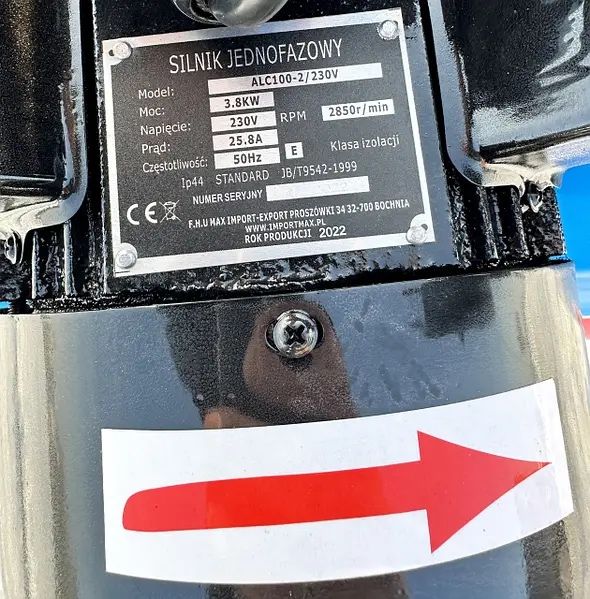 SILNIK JEDNOFAZOWY
Model: ALC100-2/230V
Moc: 3.8KW
Napięcie: 230V RPM 2850r/min
Prąd: 25.8A
Częstotliwość: 50Hz E Klasa izolacji
Ip44 STANDARD JB/T9542-1999
NUMER SERYJNY
CE
F.H.U MAX IMPORT-EXPORT PROSZÓWKI 34 32-700 BOCHNIA
WWW.IMPORTMAX.PL
ROK PRODUKCJI 2022